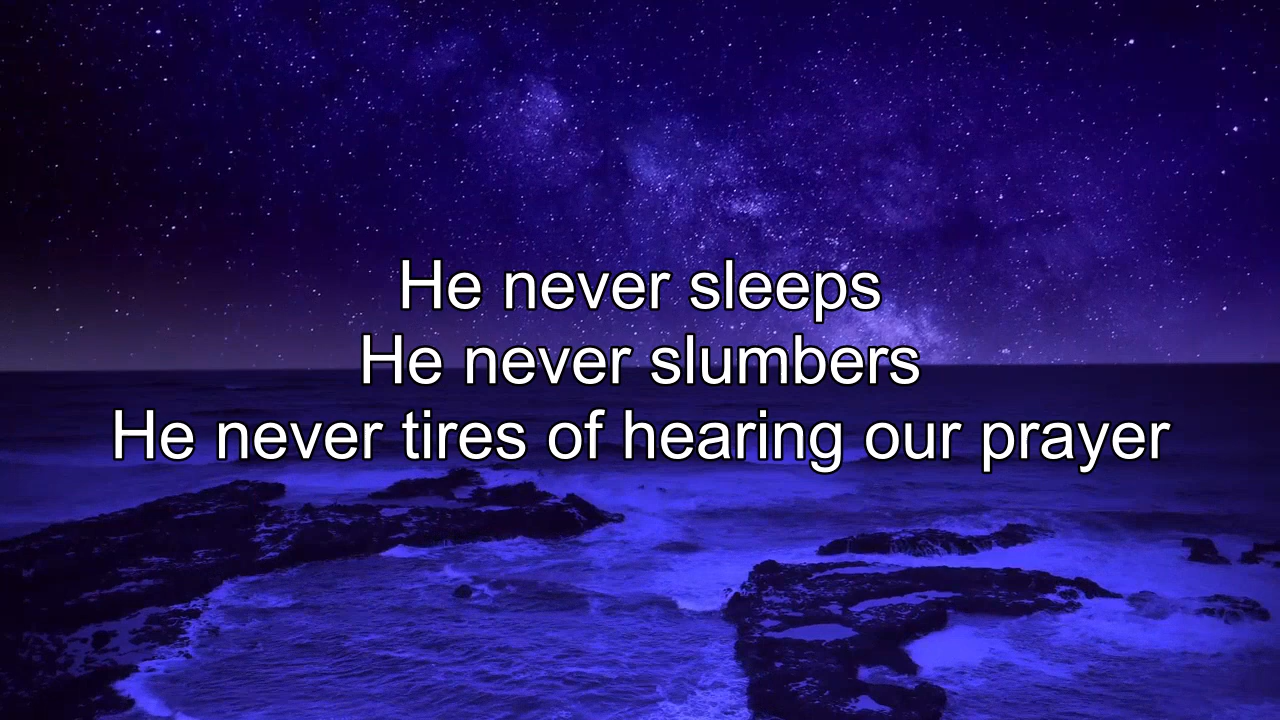 He never sleeps
He never slumbers
He never tires of hearing our prayer